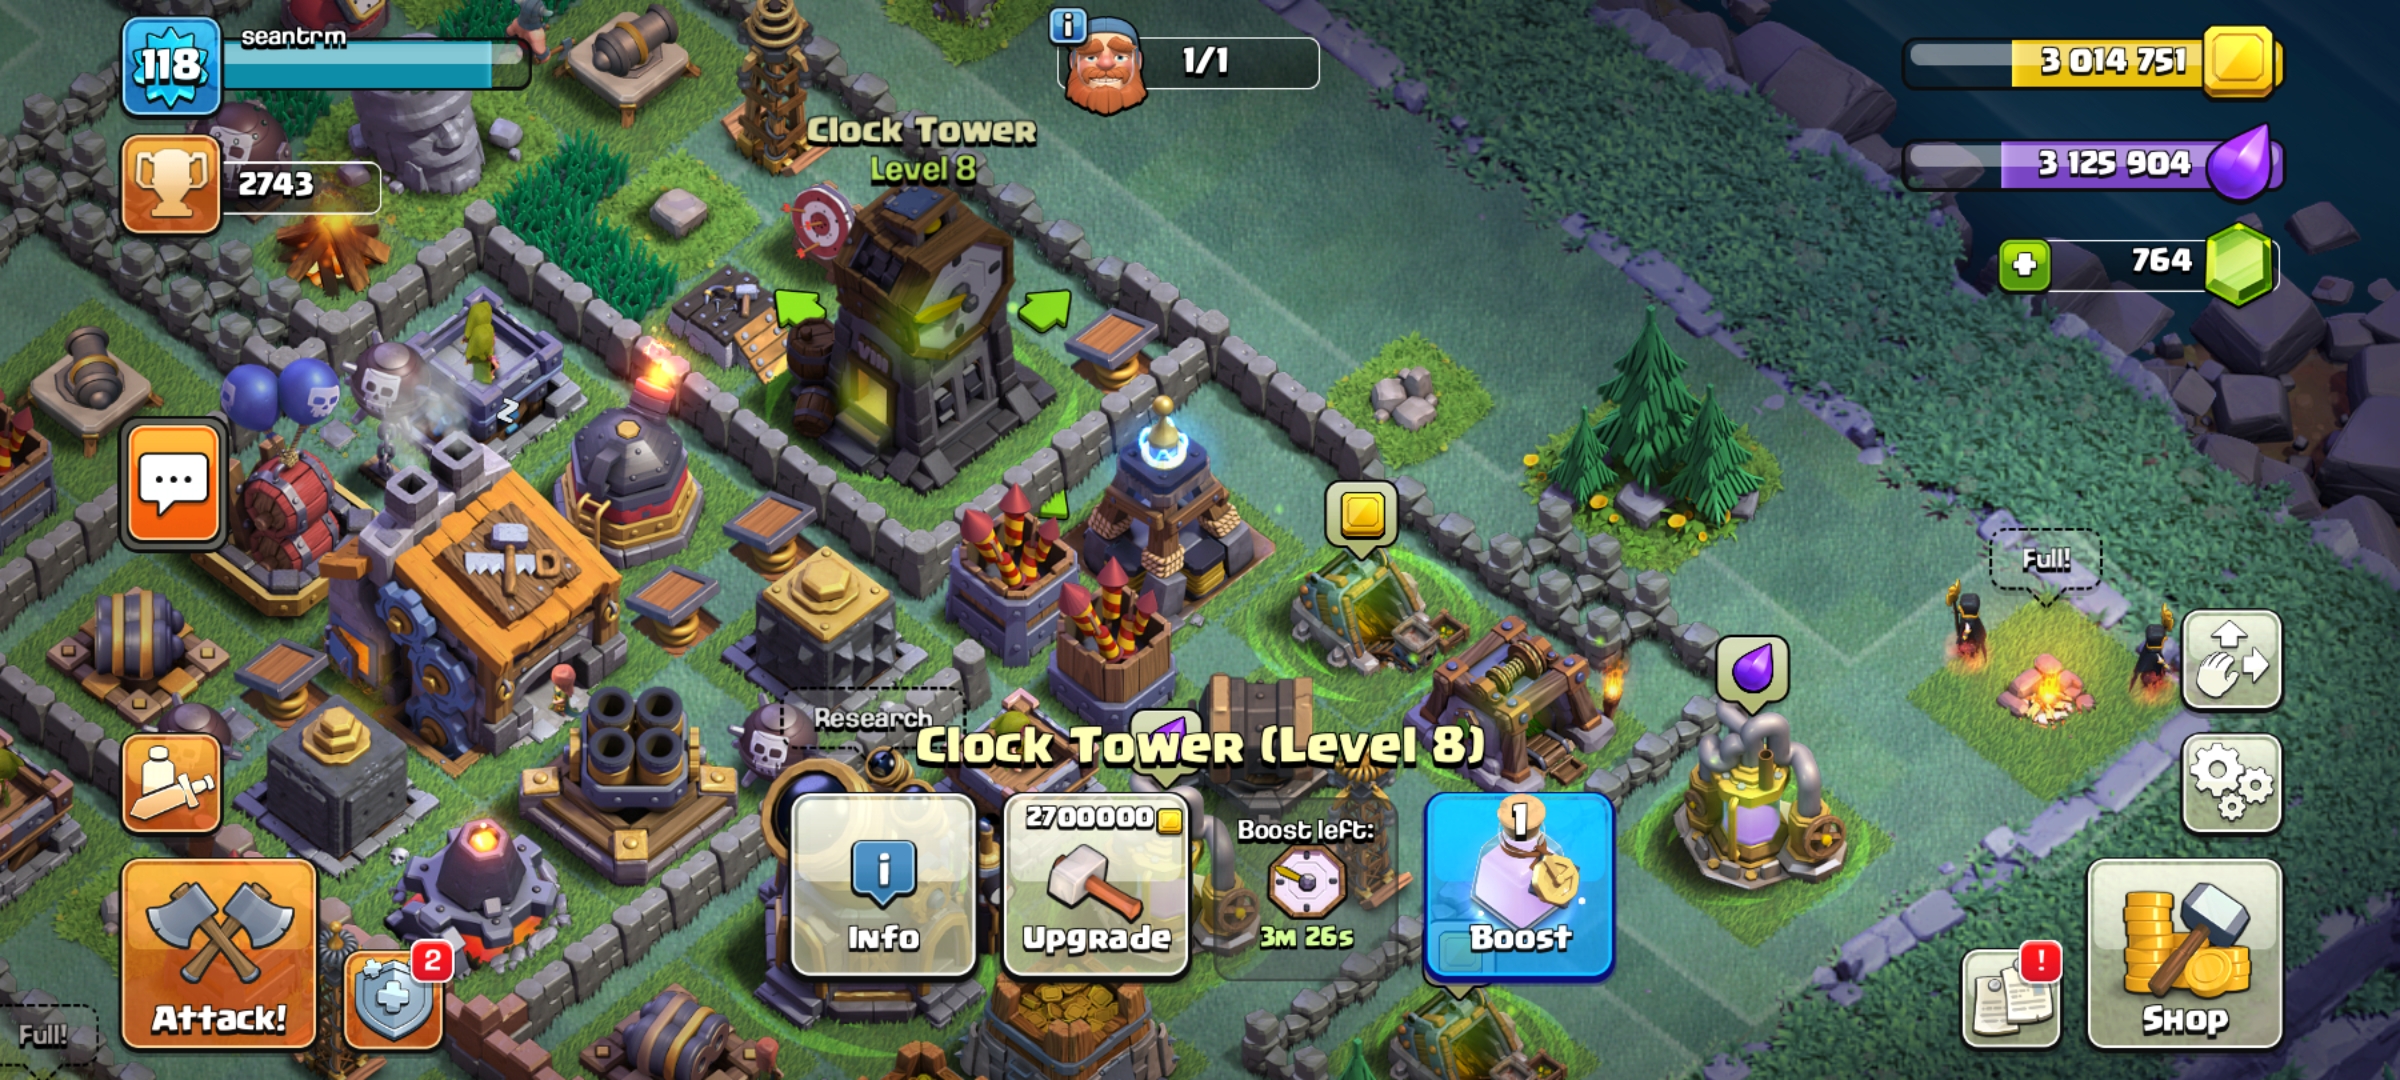 118
seantrm
1/1
3 014 751
2743
3 125 904
764
Clock Tower
Level 8
VIII
z
Full!
Research
Clock Tower (Level 8)
Info
2700000
Upgrade
Boost left:
3m 26s
1
Boost
Attack!
2
Full!
!
Shop